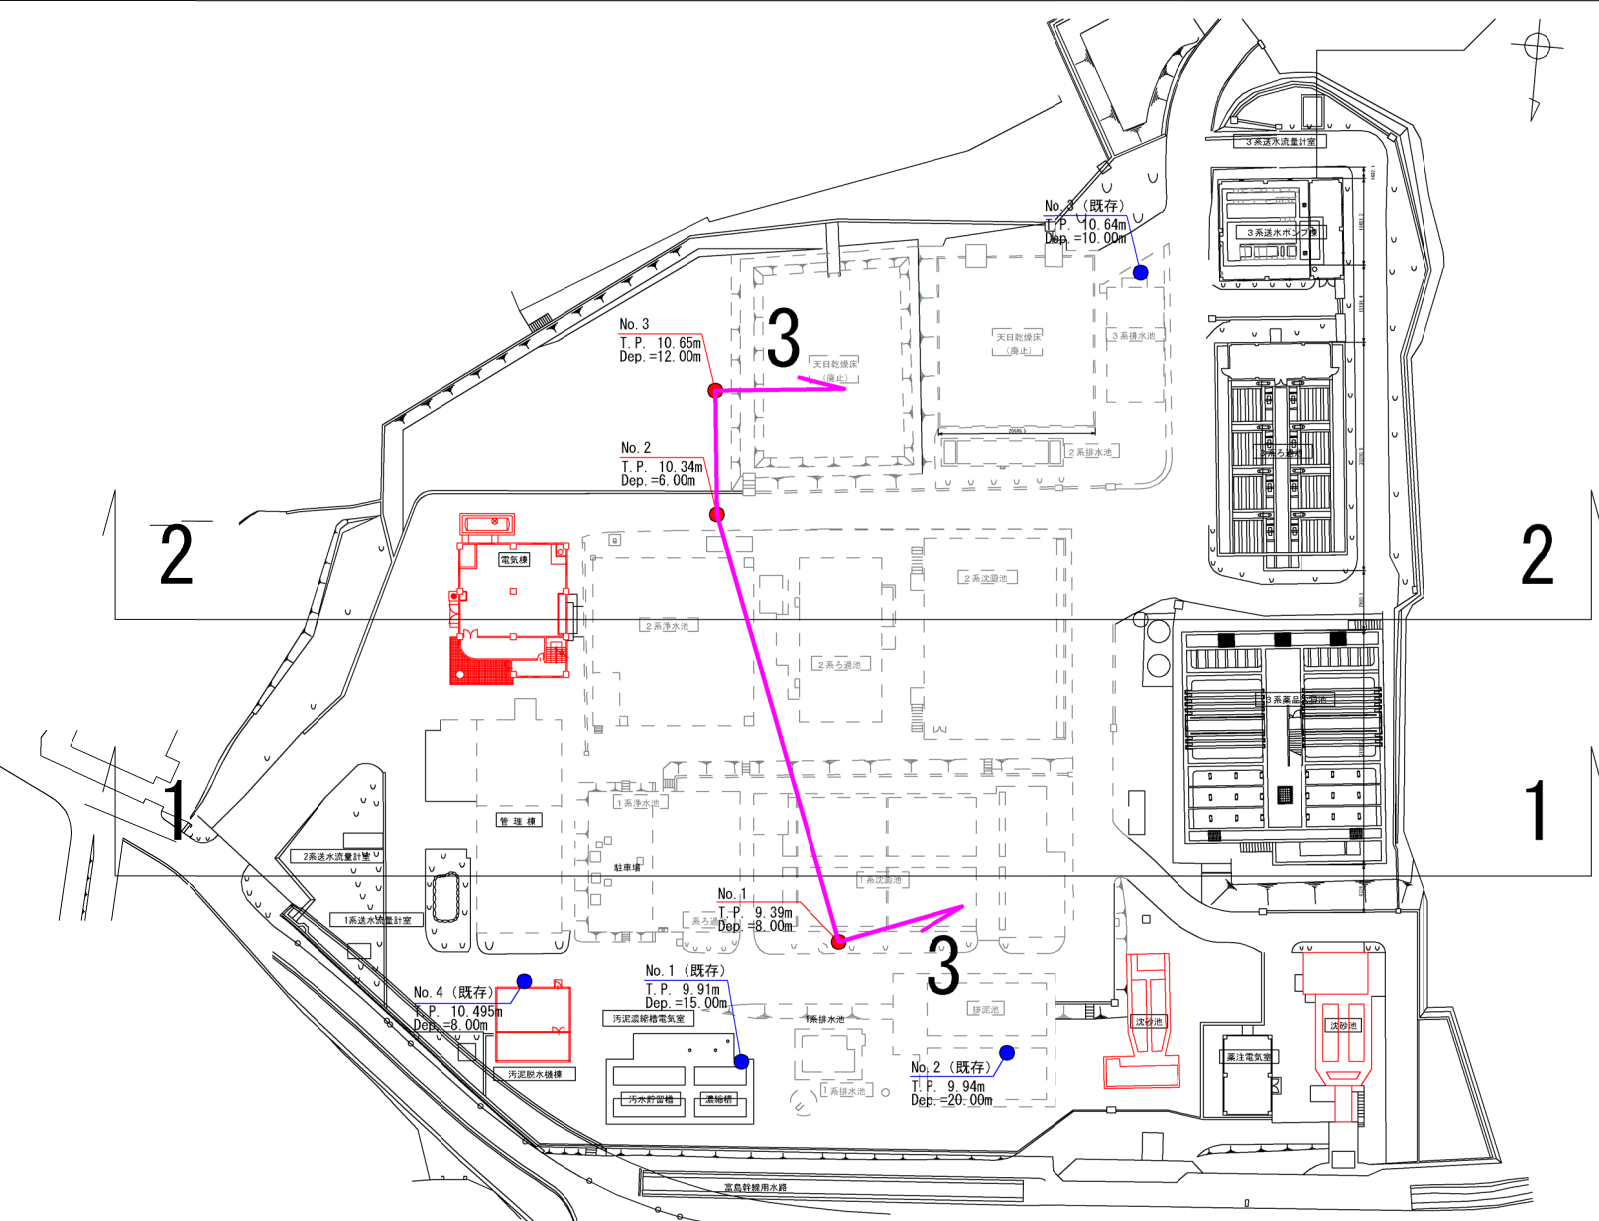 ３系送水流量計室
No.3 (既存)
T.P. 10.64m
Dep.=10.00m
３系送水ポンプ棟
No.3
T.P. 10.65m
Dep.=12.00m
3
天日乾燥床
(廃止)
天日乾燥床
(廃止)
３系排水池
No.2
T.P. 10.34m
Dep.=6.00m
２系排水池
2
2
電気棟
２系沈澱池
２系浄水池
２系ろ過池
1
1
１系浄水池
管理棟
2系送水流量計室
駐車場
１系沈澱池
No.1
T.P. 9.39m
Dep.=8.00m
1系送水流量計室
3
No.4 (既存)
T.P. 10.495m
Dep.=8.00m
No.1 (既存)
T.P. 9.91m
Dep.=15.00m
汚泥濃縮槽電気室
1系排水池
排泥池
沈砂池
沈砂池
薬注電気室
No.2 (既存)
T.P. 9.94m
Dep.=20.00m
汚泥脱水機棟
汚水貯留槽
濃縮槽
１系排水池
富島幹線用水路